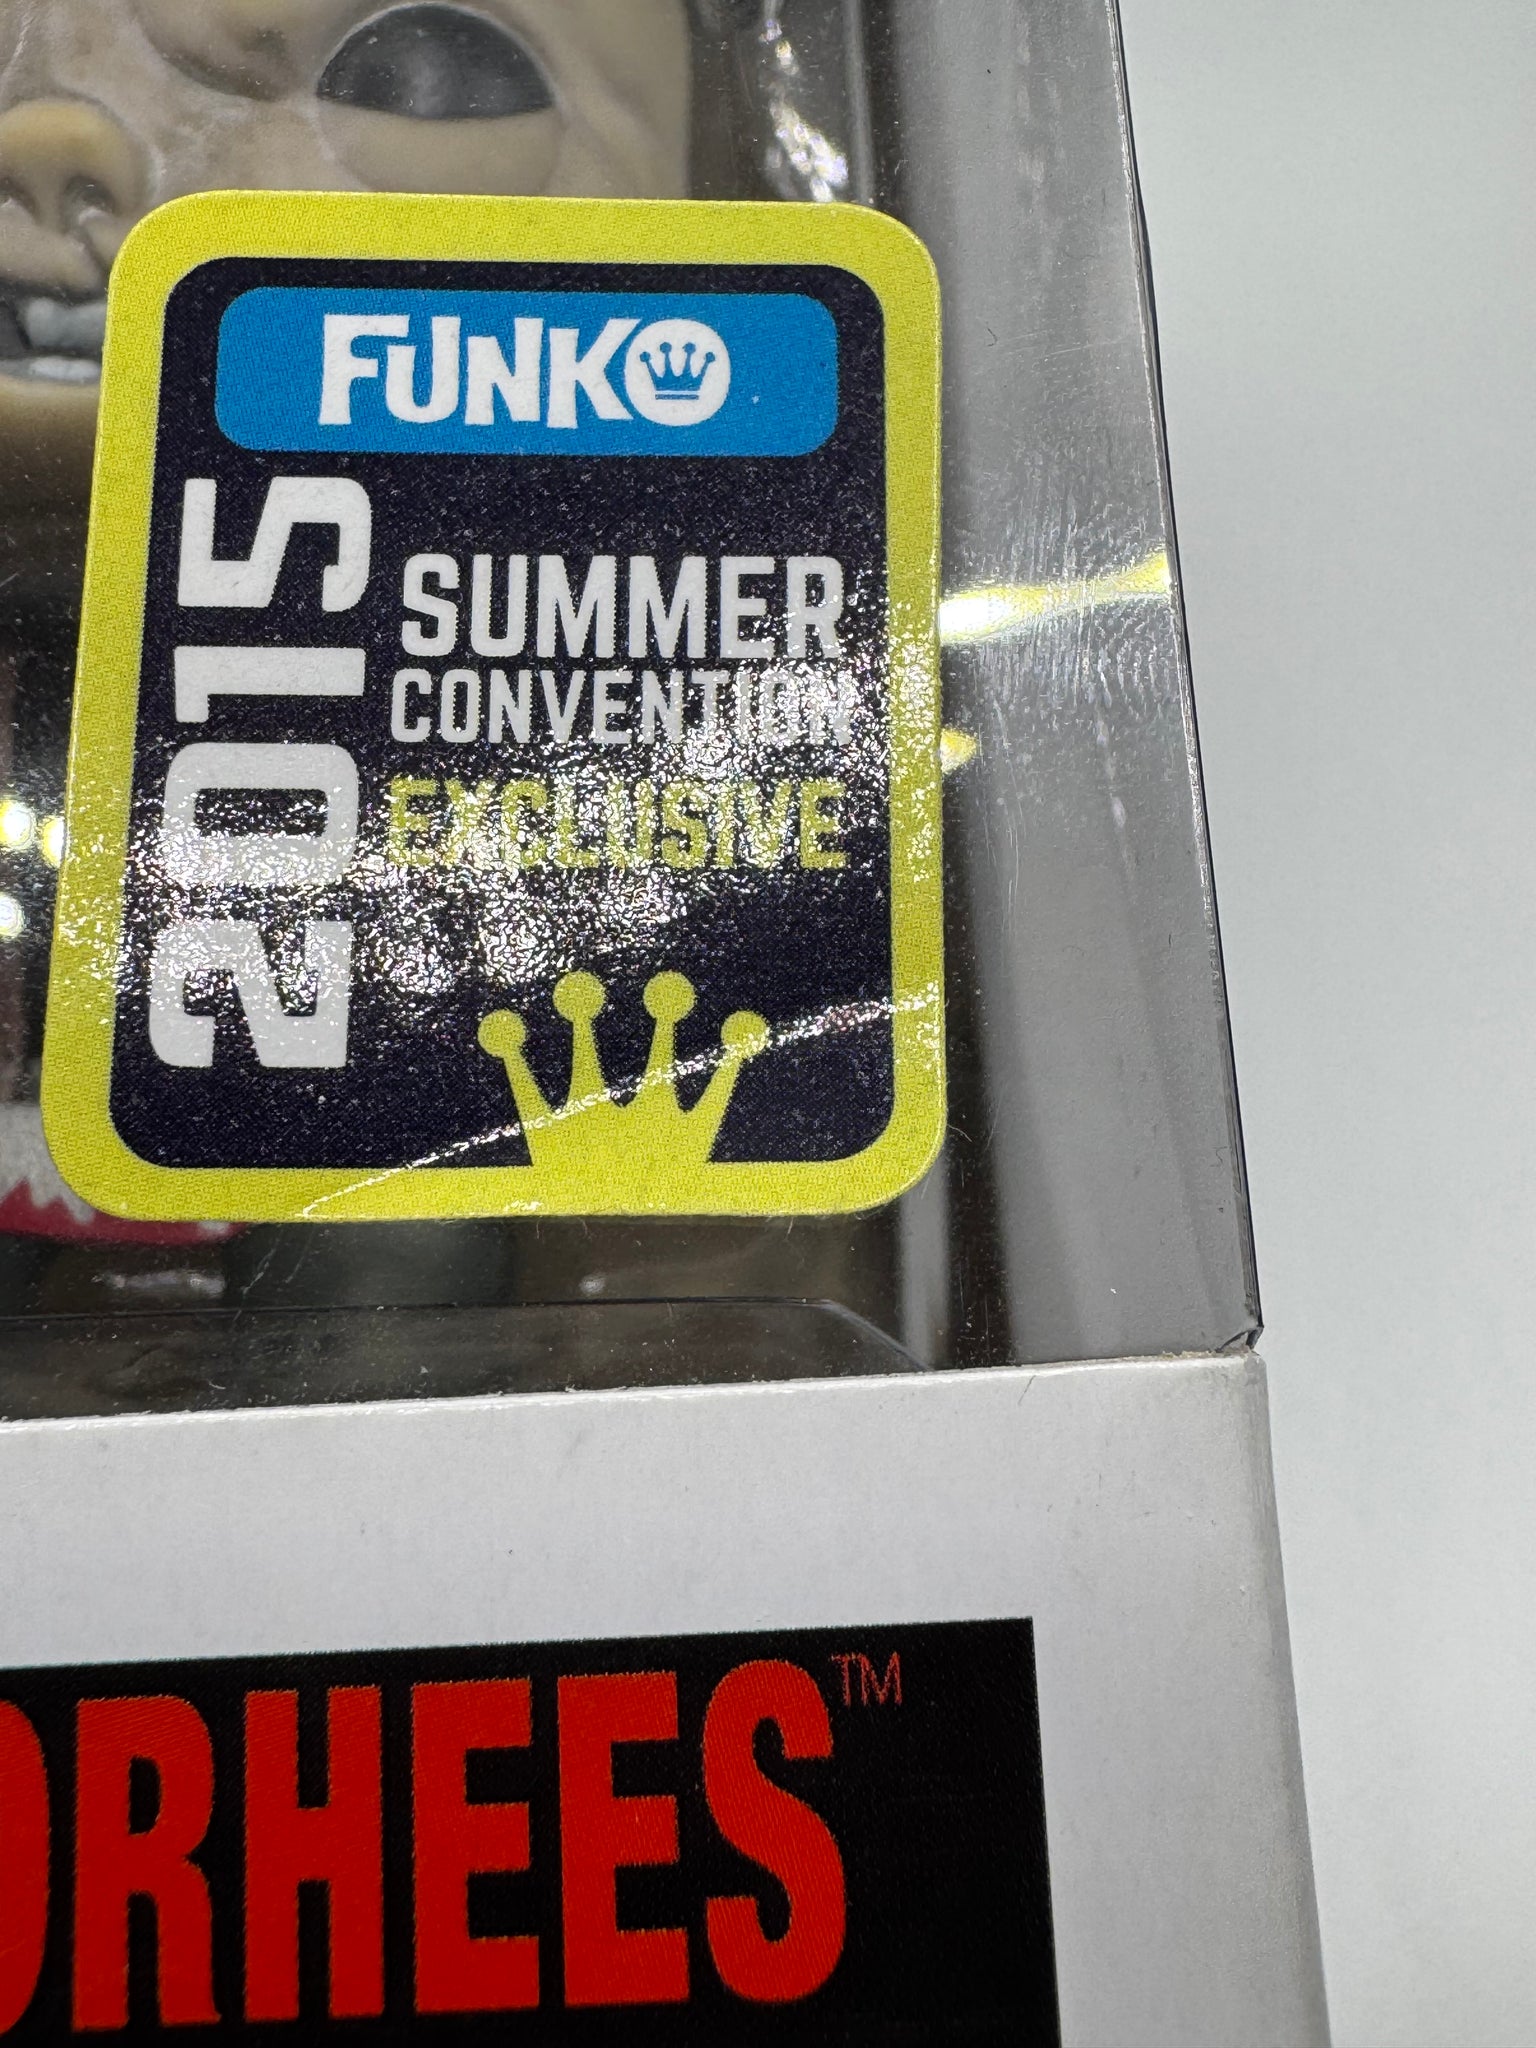 FUNKO
2015
SUMMER
CONVENTION
EXCLUSIVE
ORHEES™